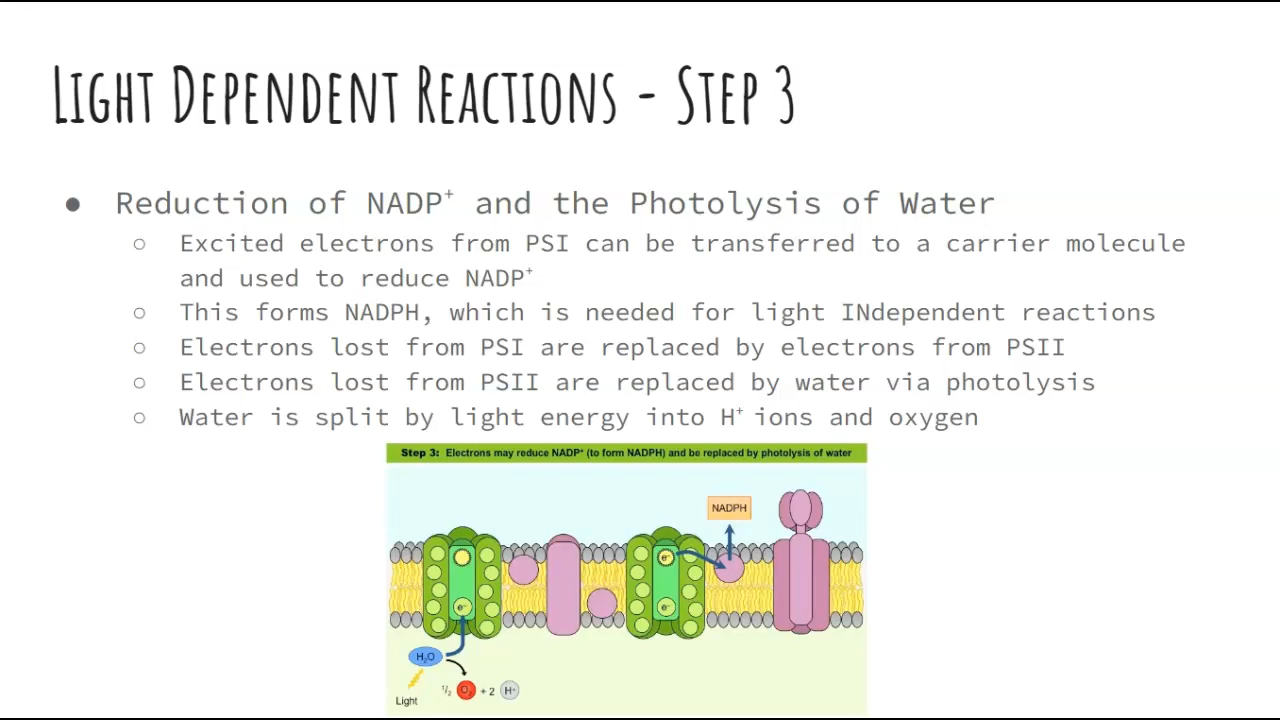 LIGHT DEPENDENT REACTIONS - STEP 3
● Reduction of NADP⁺ and the Photolysis of Water
○ Excited electrons from PSI can be transferred to a carrier molecule
and used to reduce NADP⁺
○ This forms NADPH, which is needed for light INdependent reactions
○ Electrons lost from PSI are replaced by electrons from PSII
○ Electrons lost from PSII are replaced by water via photolysis
○ Water is split by light energy into H⁺ ions and oxygen
Step 3: Electrons may reduce NADP⁺ (to form NADPH) and be replaced by photolysis of water
NADPH
e⁻
e⁻ e⁻
H₂O
Light
½ O₂ + 2 H⁺